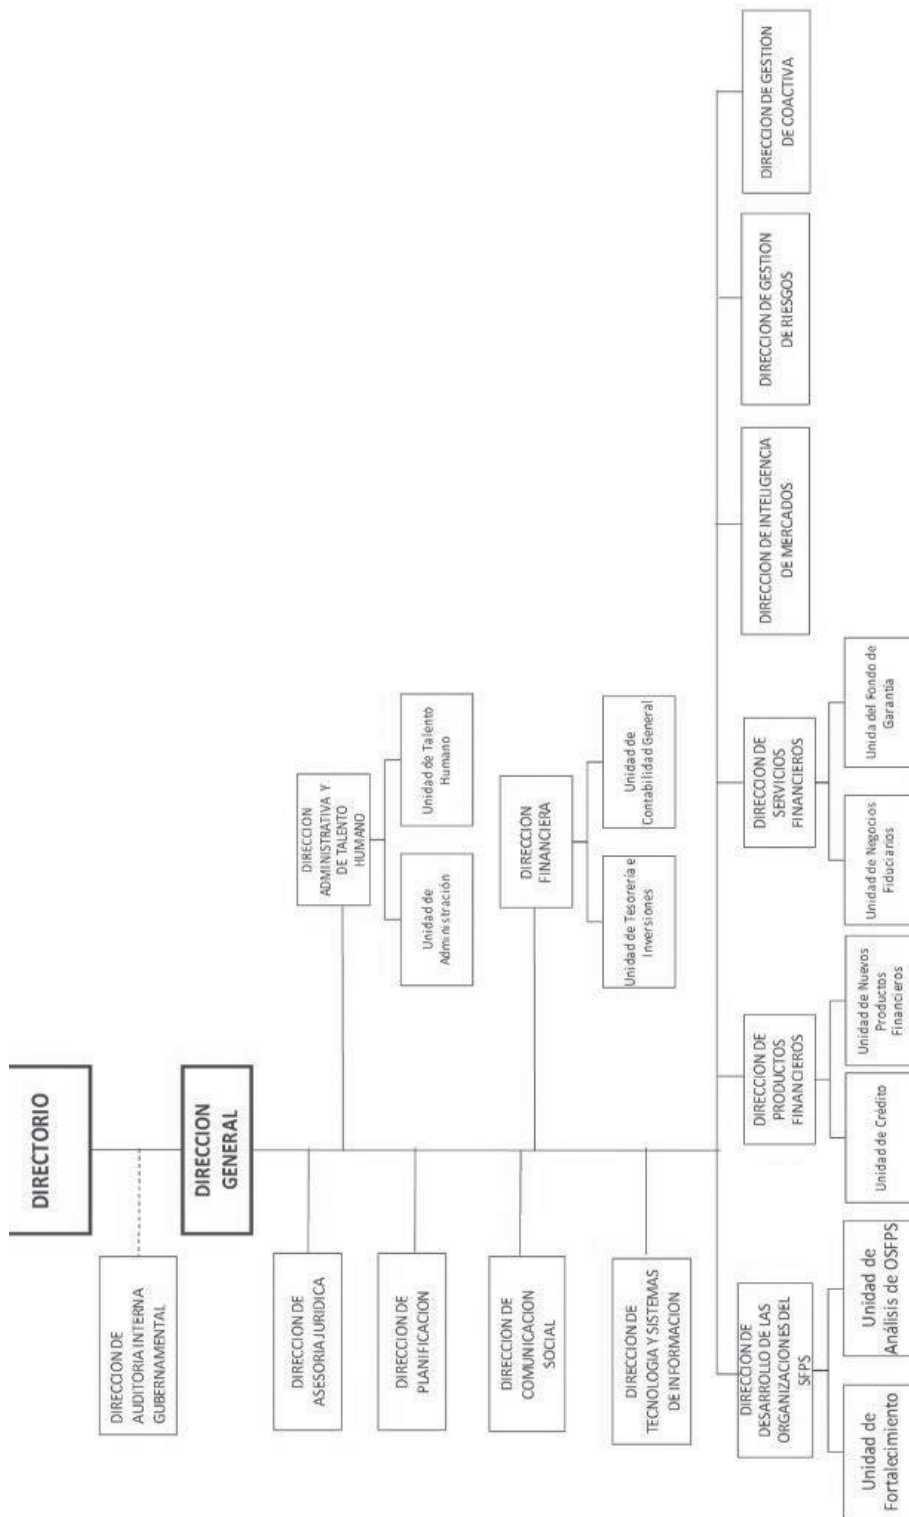 DIRECTORIO
DIRECCION DE
AUDITORIA INTERNA
GUBERNAMENTAL
DIRECCION
GENERAL
DIRECCION DE
ASESORIA JURIDICA
DIRECCION
ADMINISTRATIVA Y
DE TALENTO
HUMANO
Unidad de
Administración
Unidad de Talento
Humano
DIRECCION DE
PLANIFICACION
DIRECCION DE
COMUNICACION
SOCIAL
DIRECCION
FINANCIERA
Unidad de Tesorería e
Inversiones
Unidad de
Contabilidad General
DIRECCION DE
TECNOLOGIA Y SISTEMAS
DE INFORMACION
DIRECCIÓN DE
DESARROLLO DE LAS
ORGANIZACIONES DEL
SFPS
Unidad de
Fortalecimiento
Unidad de
Análisis de OSFPS
DIRECCION DE
PRODUCTOS
FINANCIEROS
Unidad de Crédito
Unidad de Nuevos
Productos
Financieros
DIRECCION DE
SERVICIOS
FINANCIEROS
Unidad de Negocios
Fiduciarios
Unida del Fondo de
Garantía
DIRECCION DE INTELIGENCIA
DE MERCADOS
DIRECCION DE GESTION
DE RIESGOS
DIRECCION DE GESTION
DE COACTIVA